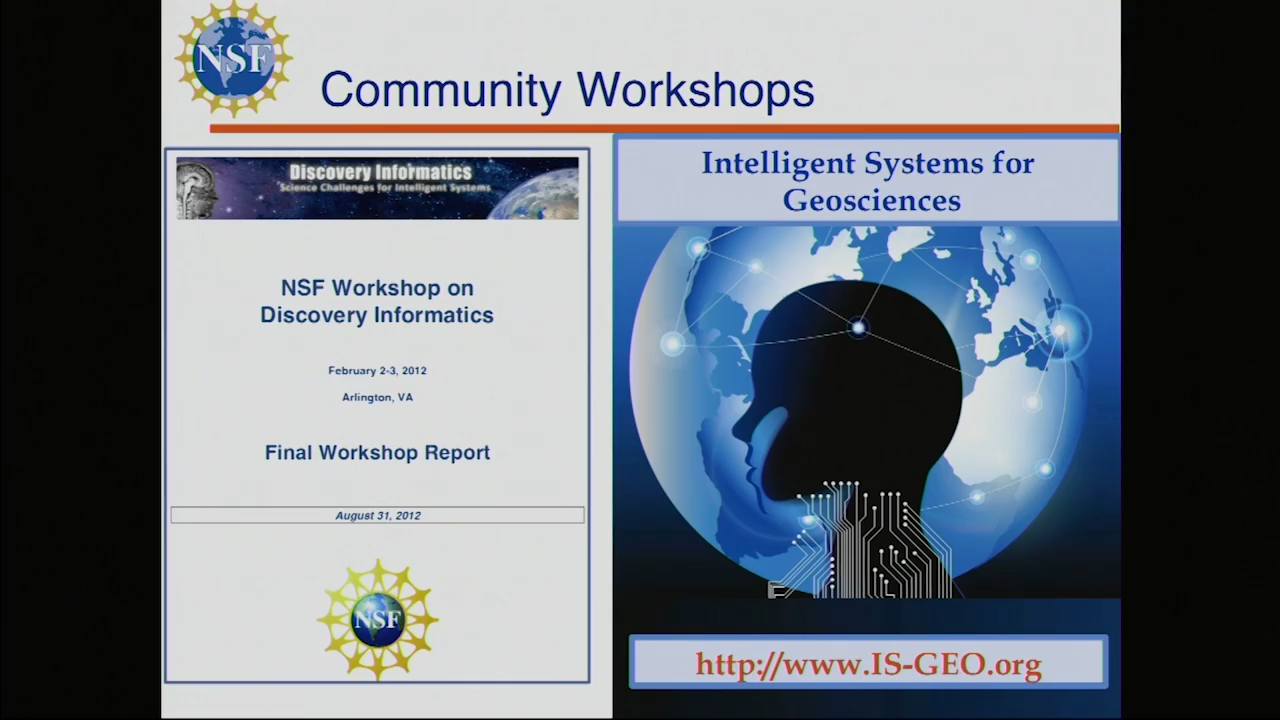 NSF
Community Workshops
Discovery Informatics
Science Challenges for Intelligent Systems
NSF Workshop on
Discovery Informatics
February 2-3, 2012
Arlington, VA
Final Workshop Report
August 31, 2012
NSF
Intelligent Systems for
Geosciences
http://www.IS-GEO.org